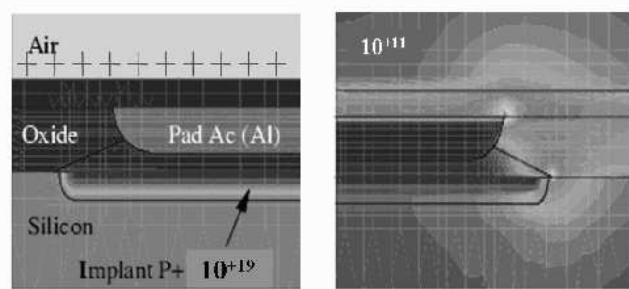 Air
10⁺¹¹
Oxide
Pad Ac (Al)
Silicon
Implant P+ 10⁺¹⁹